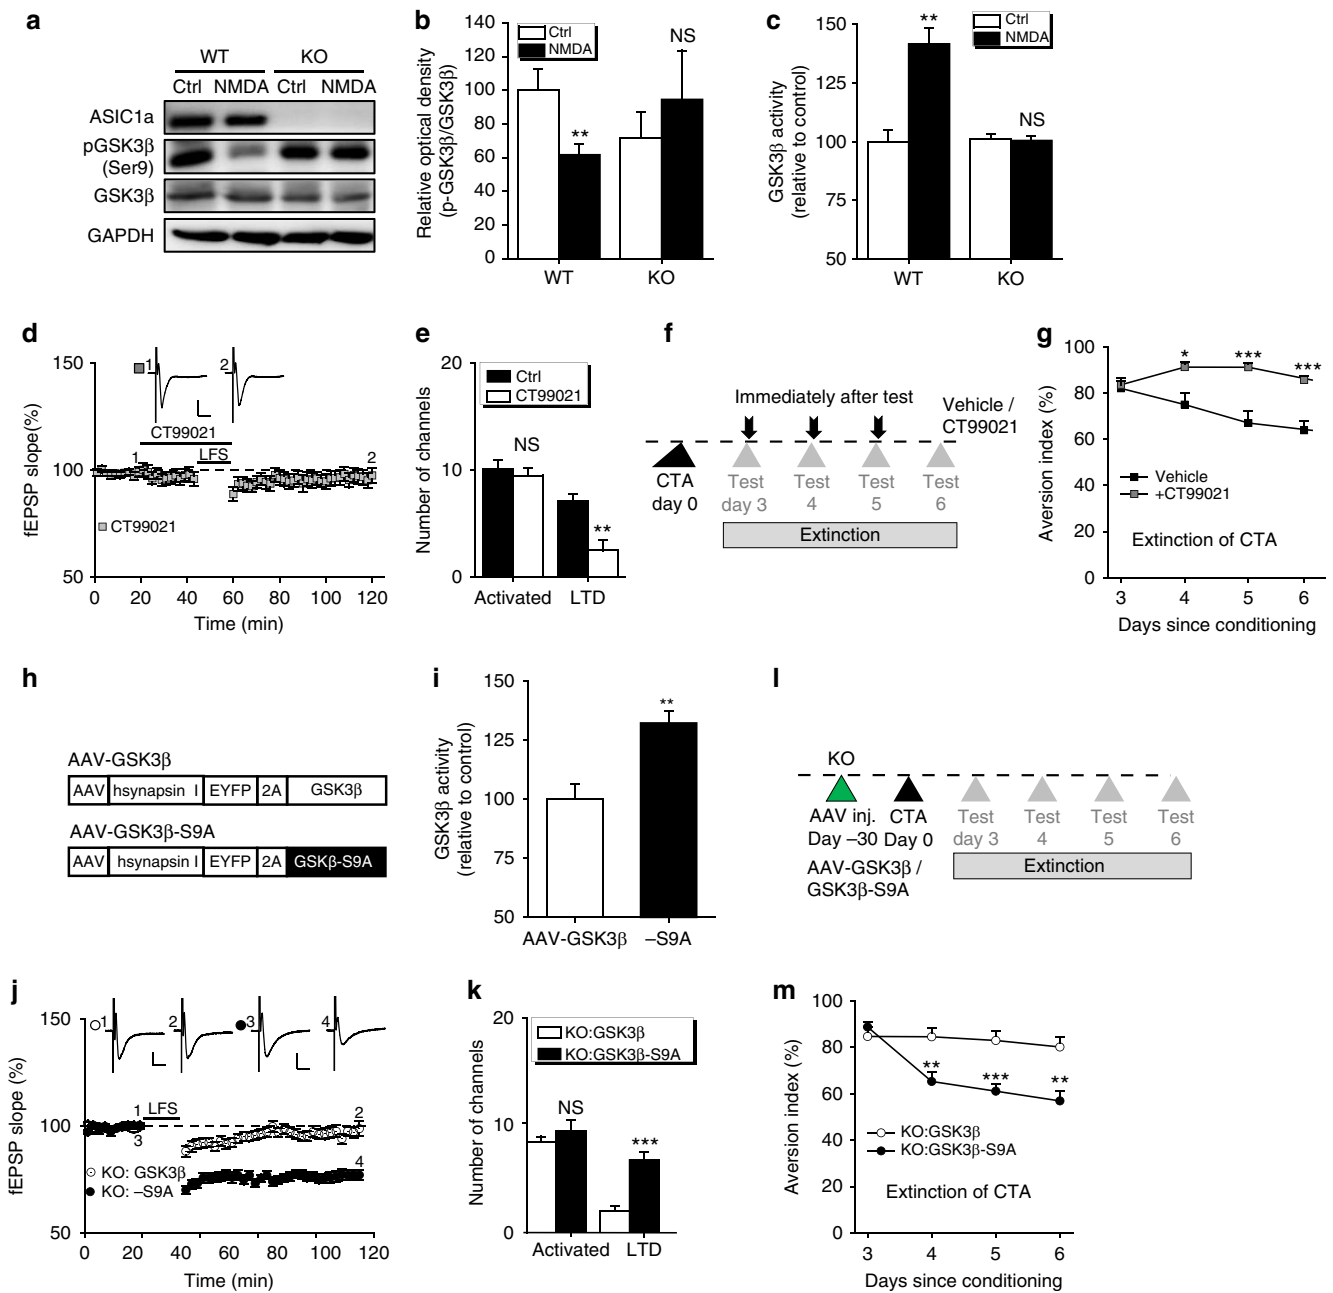 a
WT KO
Ctrl NMDA Ctrl NMDA
ASIC1a
pGSK3β
(Ser9)
GSK3β
GAPDH
b
Relative optical density
(p-GSK3β/GSK3β)
140
120
100
80
60
40
20
0
Ctrl
NMDA
**
NS
WT KO
c
GSK3β activity
(relative to control)
150
125
100
75
50
Ctrl
NMDA
**
NS
WT KO
d
fEPSP slope(%)
150
100
50
1 2
CT99021
LFS
1 2
CT99021
0 20 40 60 80 100 120
Time (min)
e
Number of channels
20
10
0
Ctrl
CT99021
NS
**
Activated LTD
f
Immediately after test
Vehicle /
CT99021
CTA Test Test Test Test
day 0 day 3 4 5 6
Extinction
g
Aversion index (%)
100
80
60
40
20
0
* *** ***
Vehicle
+CT99021
Extinction of CTA
3 4 5 6
Days since conditioning
h
AAV-GSK3β
AAV hsynapsin I EYFP 2A GSK3β
AAV-GSK3β-S9A
AAV hsynapsin I EYFP 2A GSKβ-S9A
i
GSK3β activity
(relative to control)
150
125
100
75
50
**
AAV-GSK3β –S9A
l
KO
AAV inj. CTA Test Test Test Test
Day –30 Day 0 day 3 4 5 6
AAV-GSK3β /
GSK3β-S9A
Extinction
j
fEPSP slope (%)
150
100
50
1 2 3 4
LFS
1 2
3
4
KO: GSK3β
KO: –S9A
0 20 40 60 80 100 120
Time (min)
k
Number of channels
20
10
0
KO:GSK3β
KO:GSK3β-S9A
NS
***
Activated LTD
m
Aversion index (%)
100
80
60
40
20
0
** *** **
KO:GSK3β
KO:GSK3β-S9A
Extinction of CTA
3 4 5 6
Days since conditioning